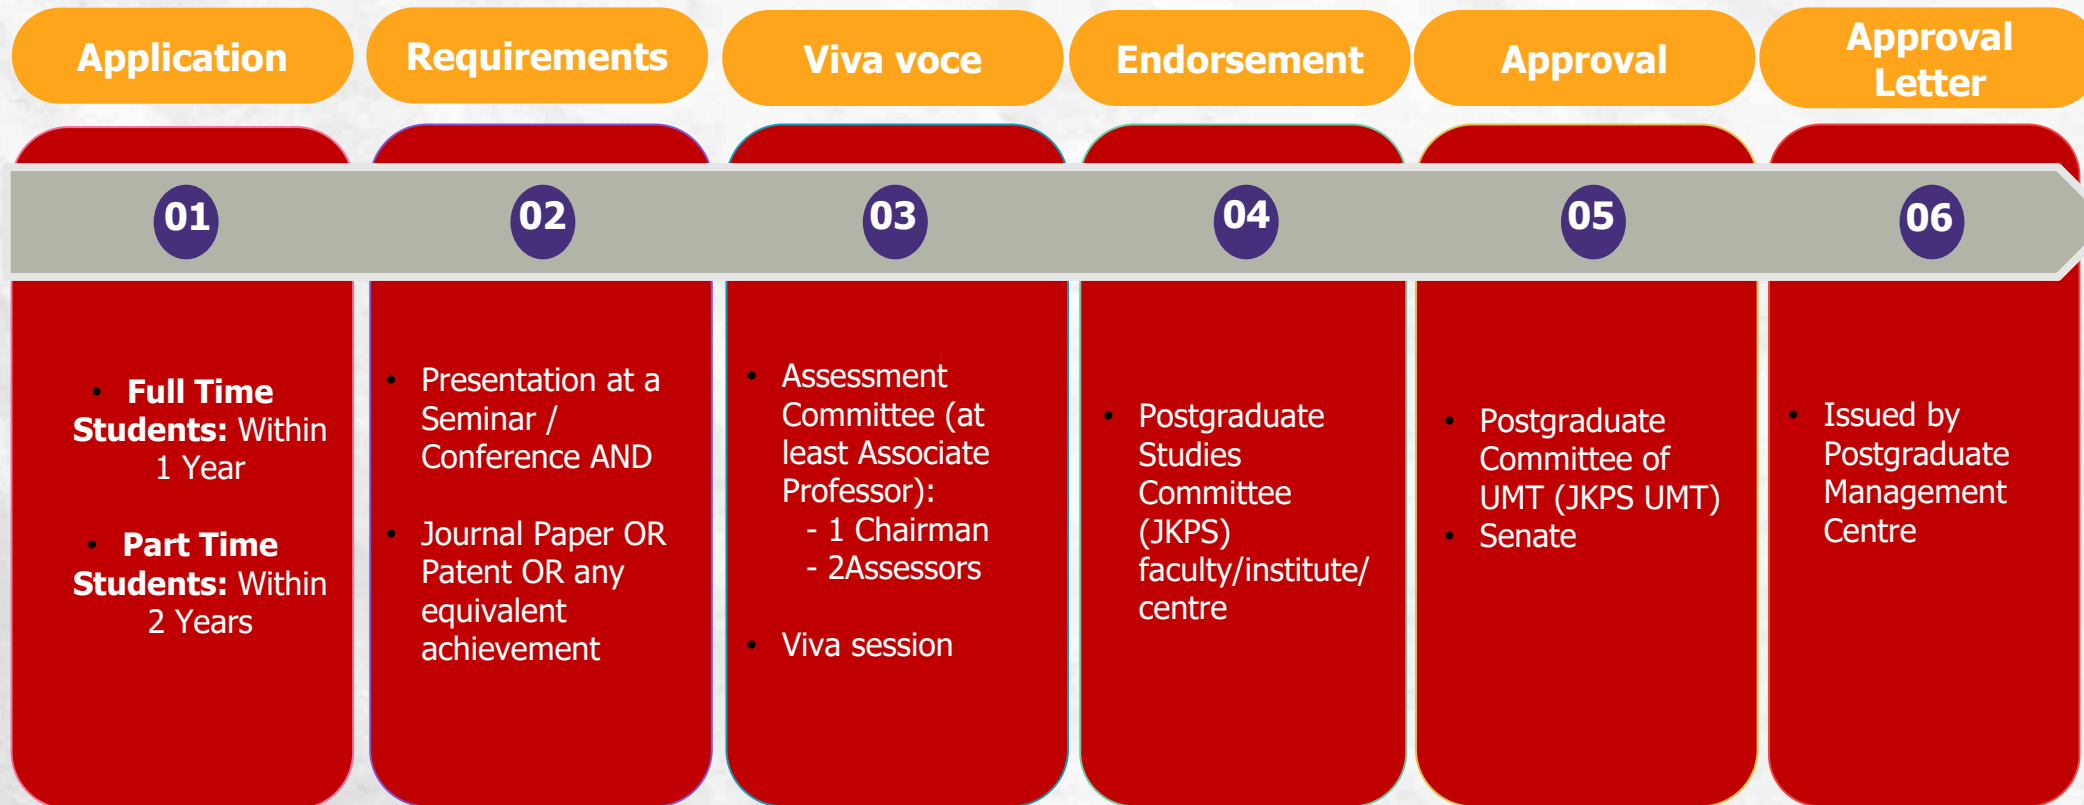 Application
Requirements
Viva voce
Endorsement
Approval
Approval
Letter
01
02
03
04
05
06
• Full Time
Students: Within
1 Year
• Part Time
Students: Within
2 Years
• Presentation at a
Seminar /
Conference AND
• Journal Paper OR
Patent OR any
equivalent
achievement
• Assessment
Committee (at
least Associate
Professor):
- 1 Chairman
- 2Assessors
• Viva session
• Postgraduate
Studies
Committee
(JKPS)
faculty/institute/
centre
• Postgraduate
Committee of
UMT (JKPS UMT)
• Senate
• Issued by
Postgraduate
Management
Centre